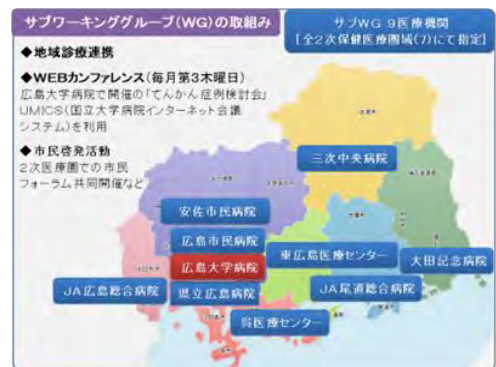 サブワーキンググループ(WG)の取組み
サブWG 9医療機関
[全2次保健医療圏域(7)にて指定]
◆地域診療連携
◆WEBカンファレンス(毎月第3木曜日)
広島大学病院で開催の「てんかん症例検討会」
UMICS(国立大学病院インターネット会議
システム)を利用
◆市民啓発活動
2次医療圏での市民
フォーラム共同開催など
三次中央病院
安佐市民病院
広島市民病院
東広島医療センター
大田記念病院
広島大学病院
JA広島総合病院
県立広島病院
JA尾道総合病院
呉医療センター